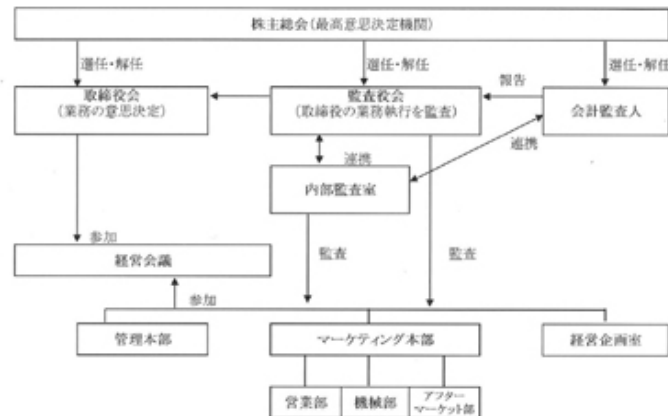 株主総会(最高意思決定機関)
選任・解任
選任・解任
選任・解任
取締役会
(業務の意思決定)
監査役会
(取締役の業務執行を監査)
報告
会計監査人
連携
連携
内部監査室
参加
経営会議
監査
監査
参加
管理本部
マーケティング本部
経営企画室
営業部
機械部
アフター
マーケット部